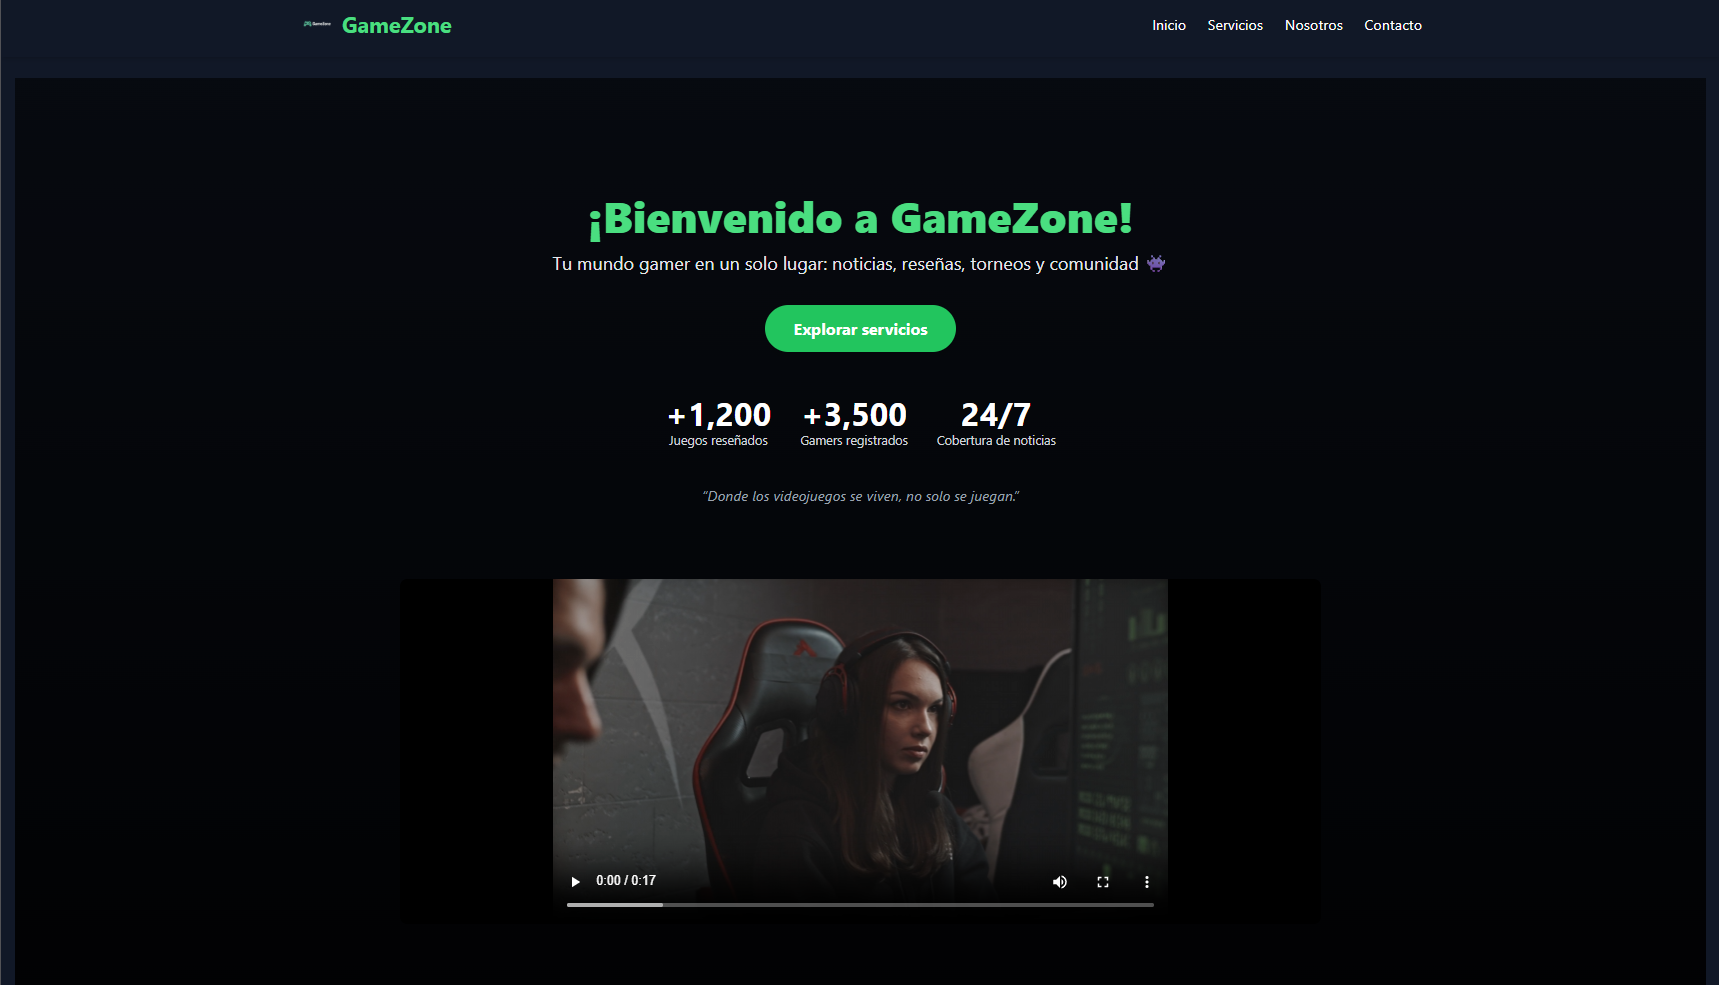 GameZone GameZone
Inicio Servicios Nosotros Contacto
¡Bienvenido a GameZone!
Tu mundo gamer en un solo lugar: noticias, reseñas, torneos y comunidad 👾
Explorar servicios
+1,200 +3,500 24/7
Juegos reseñados Gamers registrados Cobertura de noticias
“Donde los videojuegos se viven, no solo se juegan.”
0:00 / 0:17